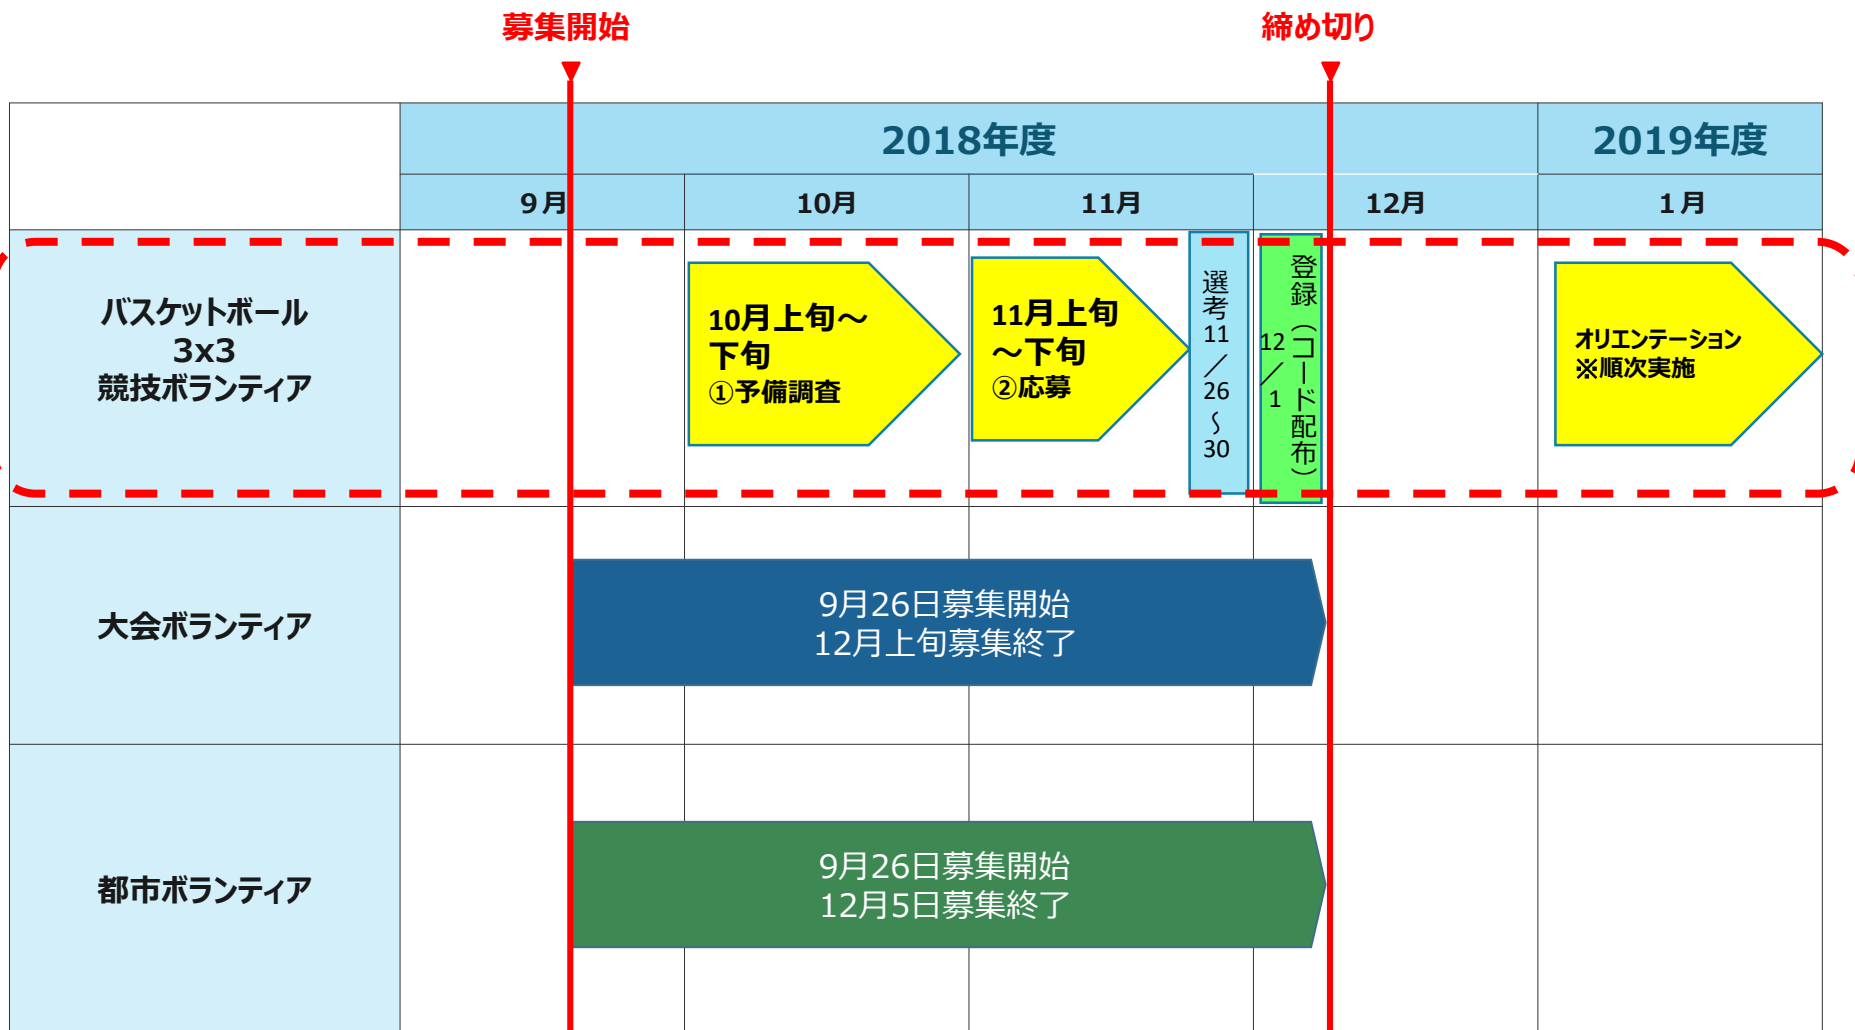 募集開始
締め切り
2018年度
2019年度
9月
10月
11月
12月
1月
バスケットボール
3x3
競技ボランティア
10月上旬～
下旬
①予備調査
11月上旬
～下旬
②応募
選考11／26～30
登録（コード配布）
12／1
オリエンテーション
※順次実施
大会ボランティア
9月26日募集開始
12月上旬募集終了
都市ボランティア
9月26日募集開始
12月5日募集終了